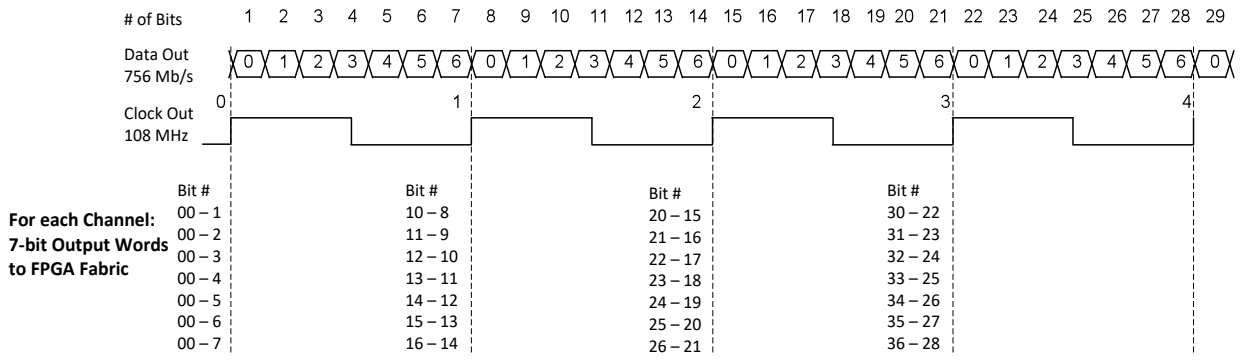 # of Bits 1 2 3 4 5 6 7 8 9 10 11 12 13 14 15 16 17 18 19 20 21 22 23 24 25 26 27 28 29
Data Out 0 1 2 3 4 5 6 0 1 2 3 4 5 6 0 1 2 3 4 5 6 0 1 2 3 4 5 6 0
756 Mb/s
0 1 2 3 4
Clock Out
108 MHz
Bit # Bit # Bit # Bit #
For each Channel:
7-bit Output Words
to FPGA Fabric
00 – 1 10 – 8 20 – 15 30 – 22
00 – 2 11 – 9 21 – 16 31 – 23
00 – 3 12 – 10 22 – 17 32 – 24
00 – 4 13 – 11 23 – 18 33 – 25
00 – 5 14 – 12 24 – 19 34 – 26
00 – 6 15 – 13 25 – 20 35 – 27
00 – 7 16 – 14 26 – 21 36 – 28